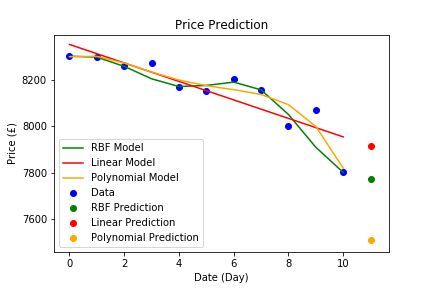 Price Prediction
Price (£)
8200
8000
7800
7600
RBF Model
Linear Model
Polynomial Model
Data
RBF Prediction
Linear Prediction
Polynomial Prediction
0 2 4 6 8 10
Date (Day)